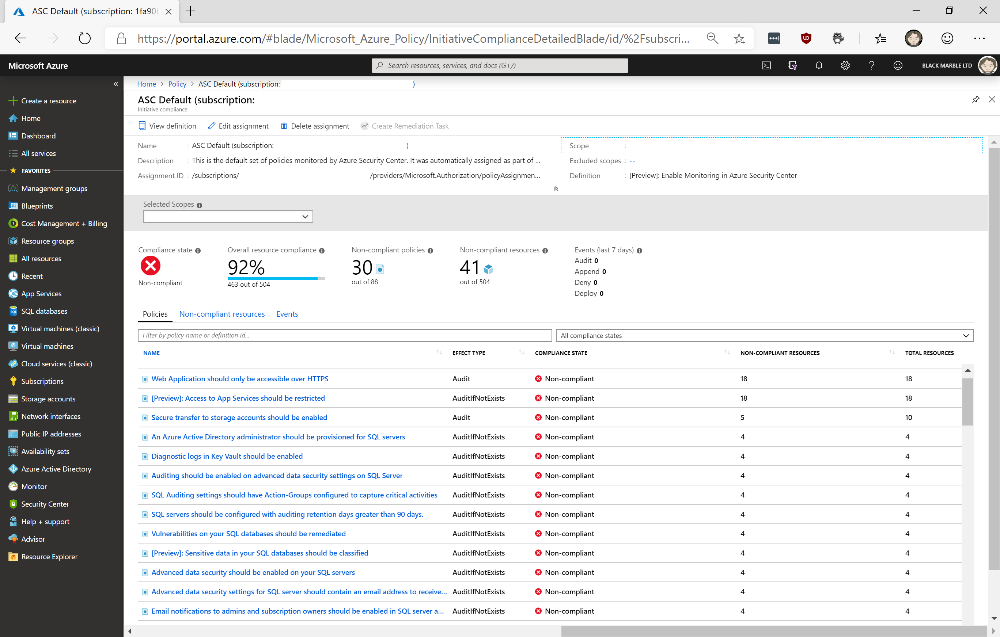 ASC Default (subscription: 1fa90
https://portal.azure.com/#blade/Microsoft_Azure_Policy/InitiativeComplianceDetailedBlade/id/%2Fsubscri...
Microsoft Azure
Search resources, services, and docs (G+/)
BLACK MARBLE LTD
Home > Policy > ASC Default (subscription: )
ASC Default (subscription:
Initiative compliance
View definition Edit assignment Delete assignment Create Remediation Task
Create a resource
Home
Dashboard
All services
FAVORITES
Management groups
Blueprints
Cost Management + Billing
Resource groups
All resources
Recent
App Services
SQL databases
Virtual machines (classic)
Virtual machines
Cloud services (classic)
Subscriptions
Storage accounts
Network interfaces
Public IP addresses
Availability sets
Azure Active Directory
Monitor
Security Center
Help + support
Advisor
Resource Explorer
Name : ASC Default (subscription: )
Description : This is the default set of policies monitored by Azure Security Center. It was automatically assigned as part of ...
Assignment ID : /subscriptions/ /providers/Microsoft.Authorization/policyAssignmen...
Scope :
Excluded scopes : --
Definition : [Preview]: Enable Monitoring in Azure Security Center
Selected Scopes
Compliance state
Non-compliant
Overall resource compliance
92%
463 out of 504
Non-compliant policies
30
out of 88
Non-compliant resources
41
out of 504
Events (last 7 days)
Audit 0
Append 0
Deny 0
Deploy 0
Policies Non-compliant resources Events
Filter by policy name or definition id...
All compliance states
NAME EFFECT TYPE COMPLIANCE STATE NON-COMPLIANT RESOURCES TOTAL RESOURCES
Web Application should only be accessible over HTTPS Audit Non-compliant 18 18
[Preview]: Access to App Services should be restricted AuditIfNotExists Non-compliant 18 18
Secure transfer to storage accounts should be enabled Audit Non-compliant 5 10
An Azure Active Directory administrator should be provisioned for SQL servers AuditIfNotExists Non-compliant 4 4
Diagnostic logs in Key Vault should be enabled AuditIfNotExists Non-compliant 4 4
Auditing should be enabled on advanced data security settings on SQL Server AuditIfNotExists Non-compliant 4 4
SQL Auditing settings should have Action-Groups configured to capture critical activities AuditIfNotExists Non-compliant 4 4
SQL servers should be configured with auditing retention days greater than 90 days. AuditIfNotExists Non-compliant 4 4
Vulnerabilities on your SQL databases should be remediated AuditIfNotExists Non-compliant 4 4
[Preview]: Sensitive data in your SQL databases should be classified AuditIfNotExists Non-compliant 4 4
Advanced data security should be enabled on your SQL servers AuditIfNotExists Non-compliant 4 4
Advanced data security settings for SQL server should contain an email address to receive... AuditIfNotExists Non-compliant 4 4
Email notifications to admins and subscription owners should be enabled in SQL server a... AuditIfNotExists Non-compliant 4 4